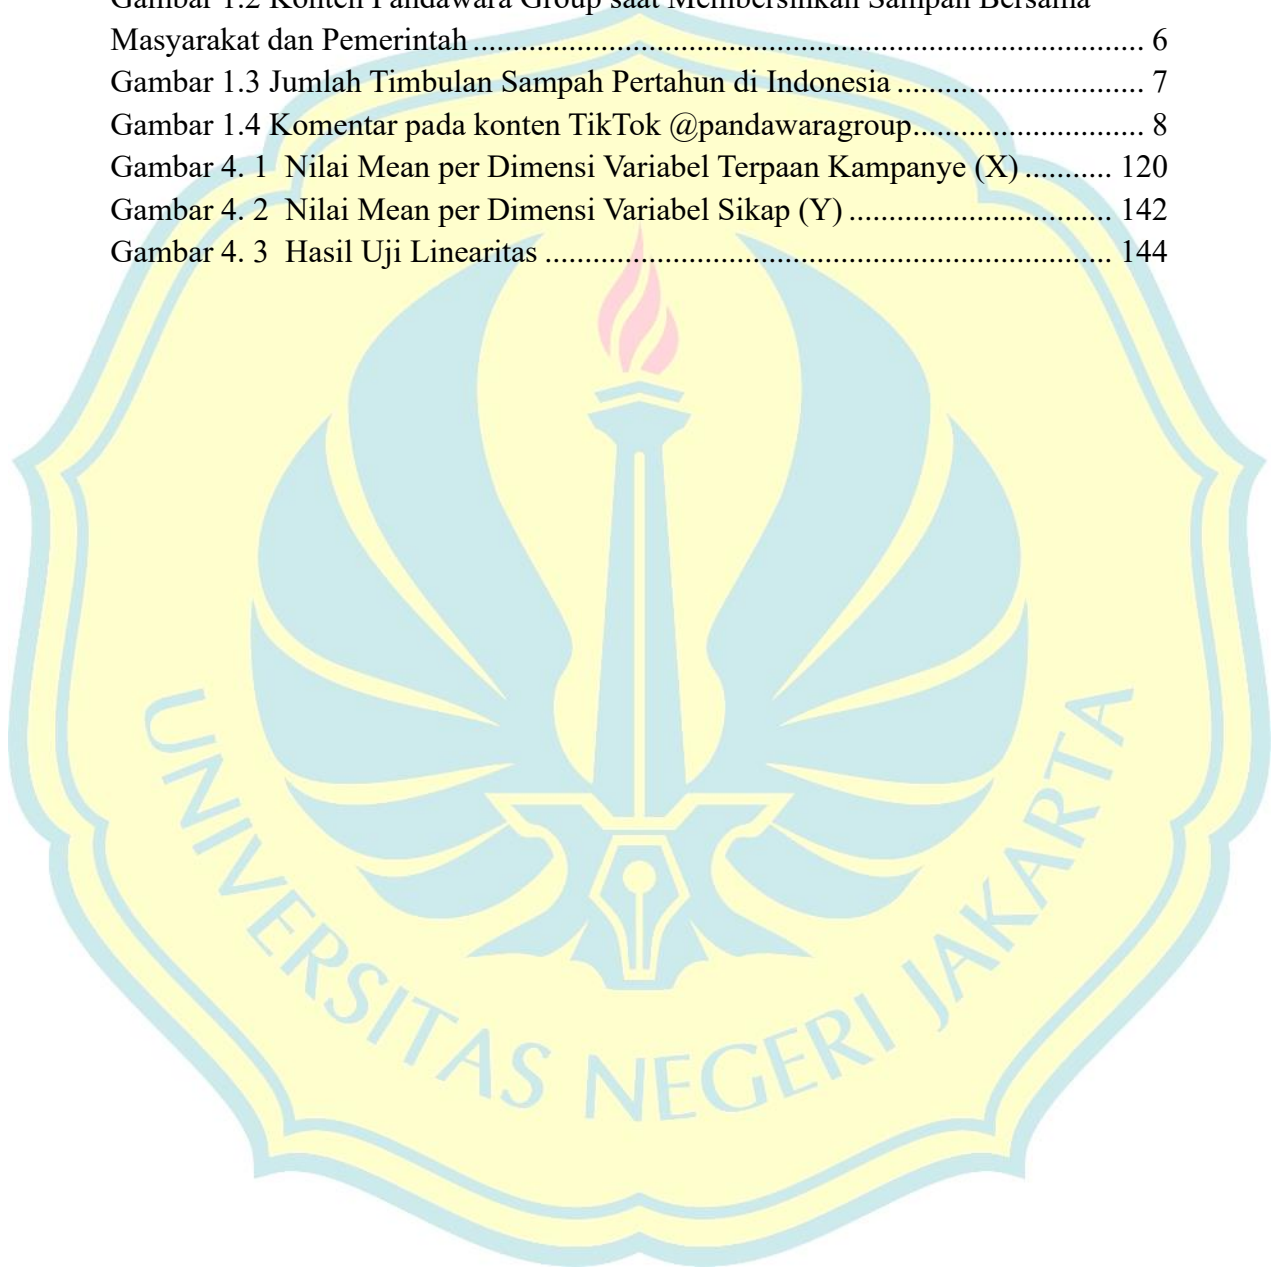 Gambar 1.2 Konten Pandawara Group saat Membersihkan Sampah Bersama
Masyarakat dan Pemerintah ..................................................................................... 6
Gambar 1.3 Jumlah Timbulan Sampah Pertahun di Indonesia ............................... 7
Gambar 1.4 Komentar pada konten TikTok @pandawaragroup............................. 8
Gambar 4. 1  Nilai Mean per Dimensi Variabel Terpaan Kampanye (X) ........... 120
Gambar 4. 2  Nilai Mean per Dimensi Variabel Sikap (Y) ................................. 142
Gambar 4. 3  Hasil Uji Linearitas ........................................................................ 144
UNIVERSITAS NEGERI JAKARTA